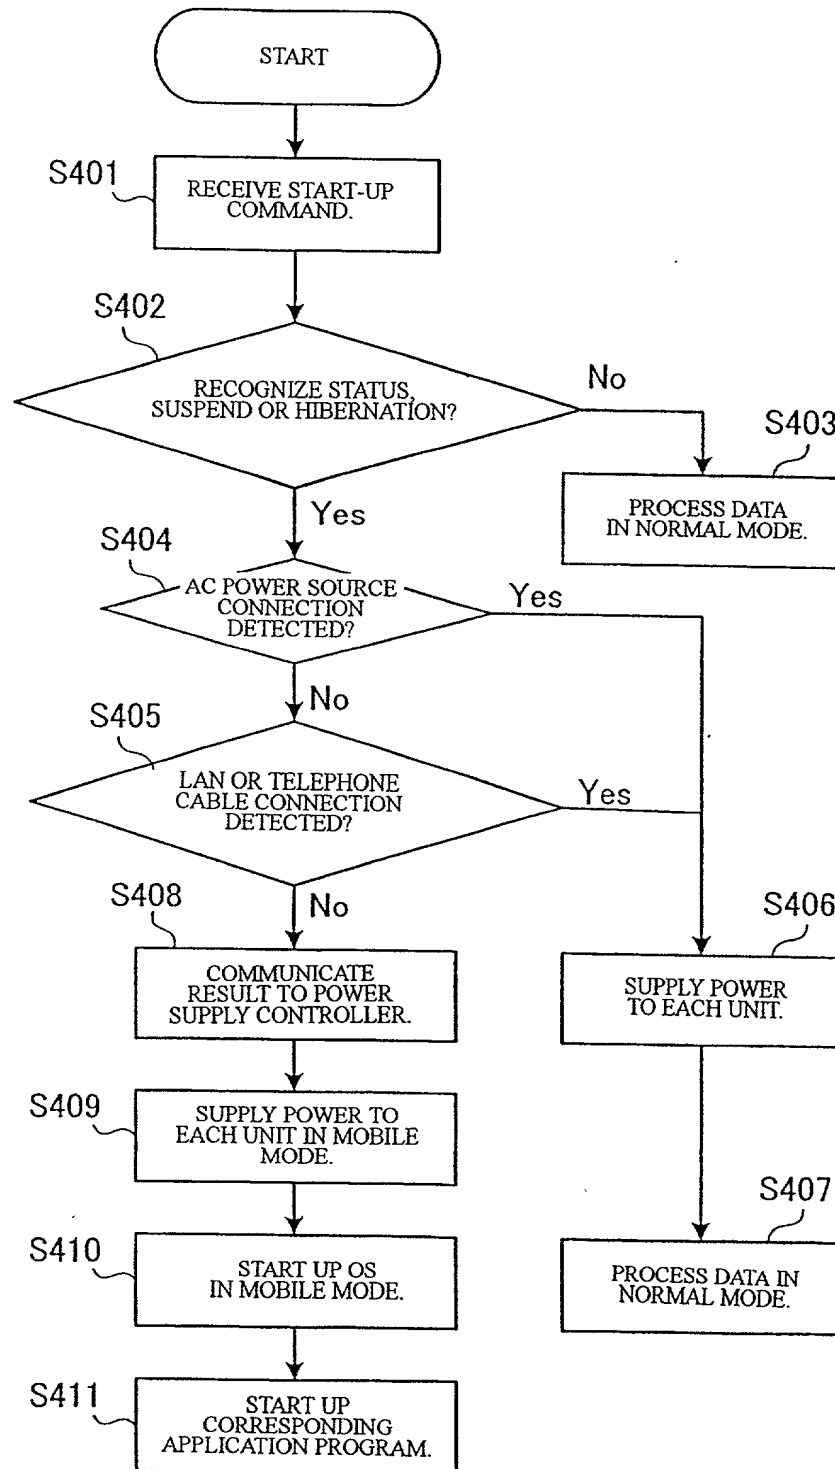 START
S401
RECEIVE START-UP
COMMAND.
S402
RECOGNIZE STATUS,
SUSPEND OR HIBERNATION?
No
S403
PROCESS DATA
IN NORMAL MODE.
Yes
S404
AC POWER SOURCE
CONNECTION
DETECTED?
Yes
No
S405
LAN OR TELEPHONE
CABLE CONNECTION
DETECTED?
Yes
No
S408
COMMUNICATE
RESULT TO POWER
SUPPLY CONTROLLER.
S406
SUPPLY POWER
TO EACH UNIT.
S409
SUPPLY POWER TO
EACH UNIT IN MOBILE
MODE.
S407
PROCESS DATA IN
NORMAL MODE.
S410
START UP OS
IN MOBILE MODE.
S411
START UP
CORRESPONDING
APPLICATION PROGRAM.